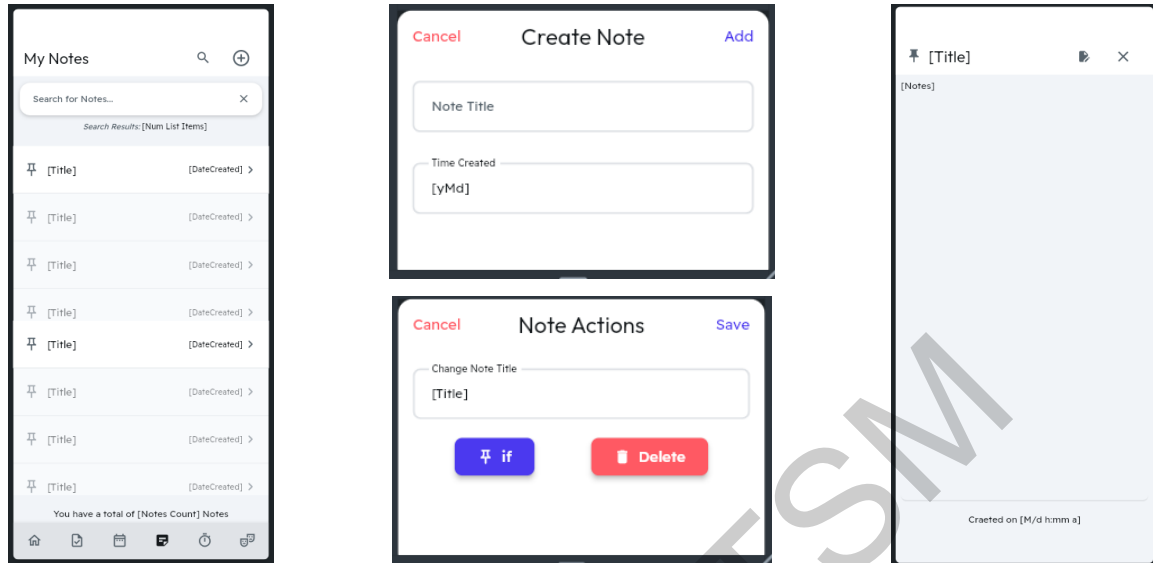 My Notes
Search for Notes...
Search Results: [Num List Items]
[Title] [DateCreated]
[Title] [DateCreated]
[Title] [DateCreated]
[Title] [DateCreated]
[Title] [DateCreated]
[Title] [DateCreated]
[Title] [DateCreated]
[Title] [DateCreated]
You have a total of [Notes Count] Notes
Cancel Create Note Add
Note Title
Time Created
[yMd]
Cancel Note Actions Save
Change Note Title
[Title]
if Delete
[Title]
[Notes]
Craeted on [M/d h:mm a]
TSM